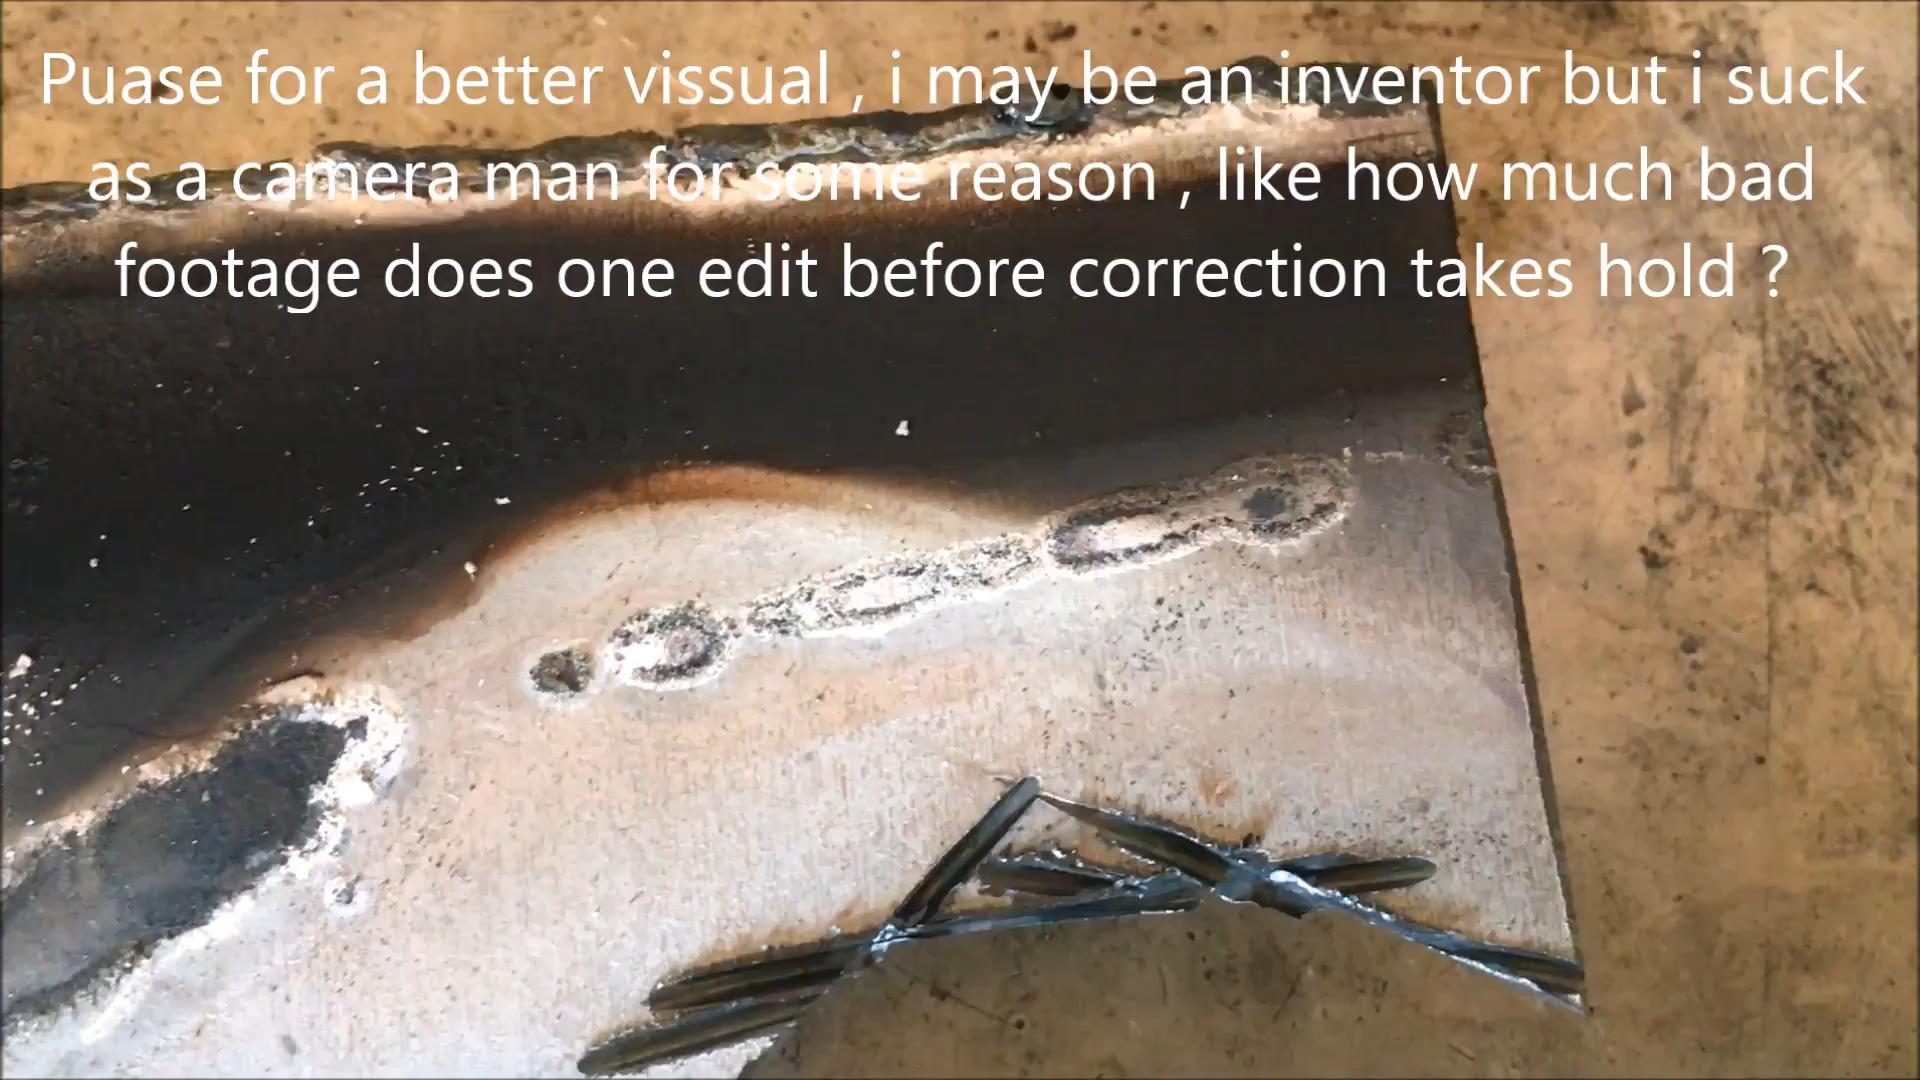 Puase for a better vissual , i may be an inventor but i suck
as a camera man for some reason , like how much bad
footage does one edit before correction takes hold ?